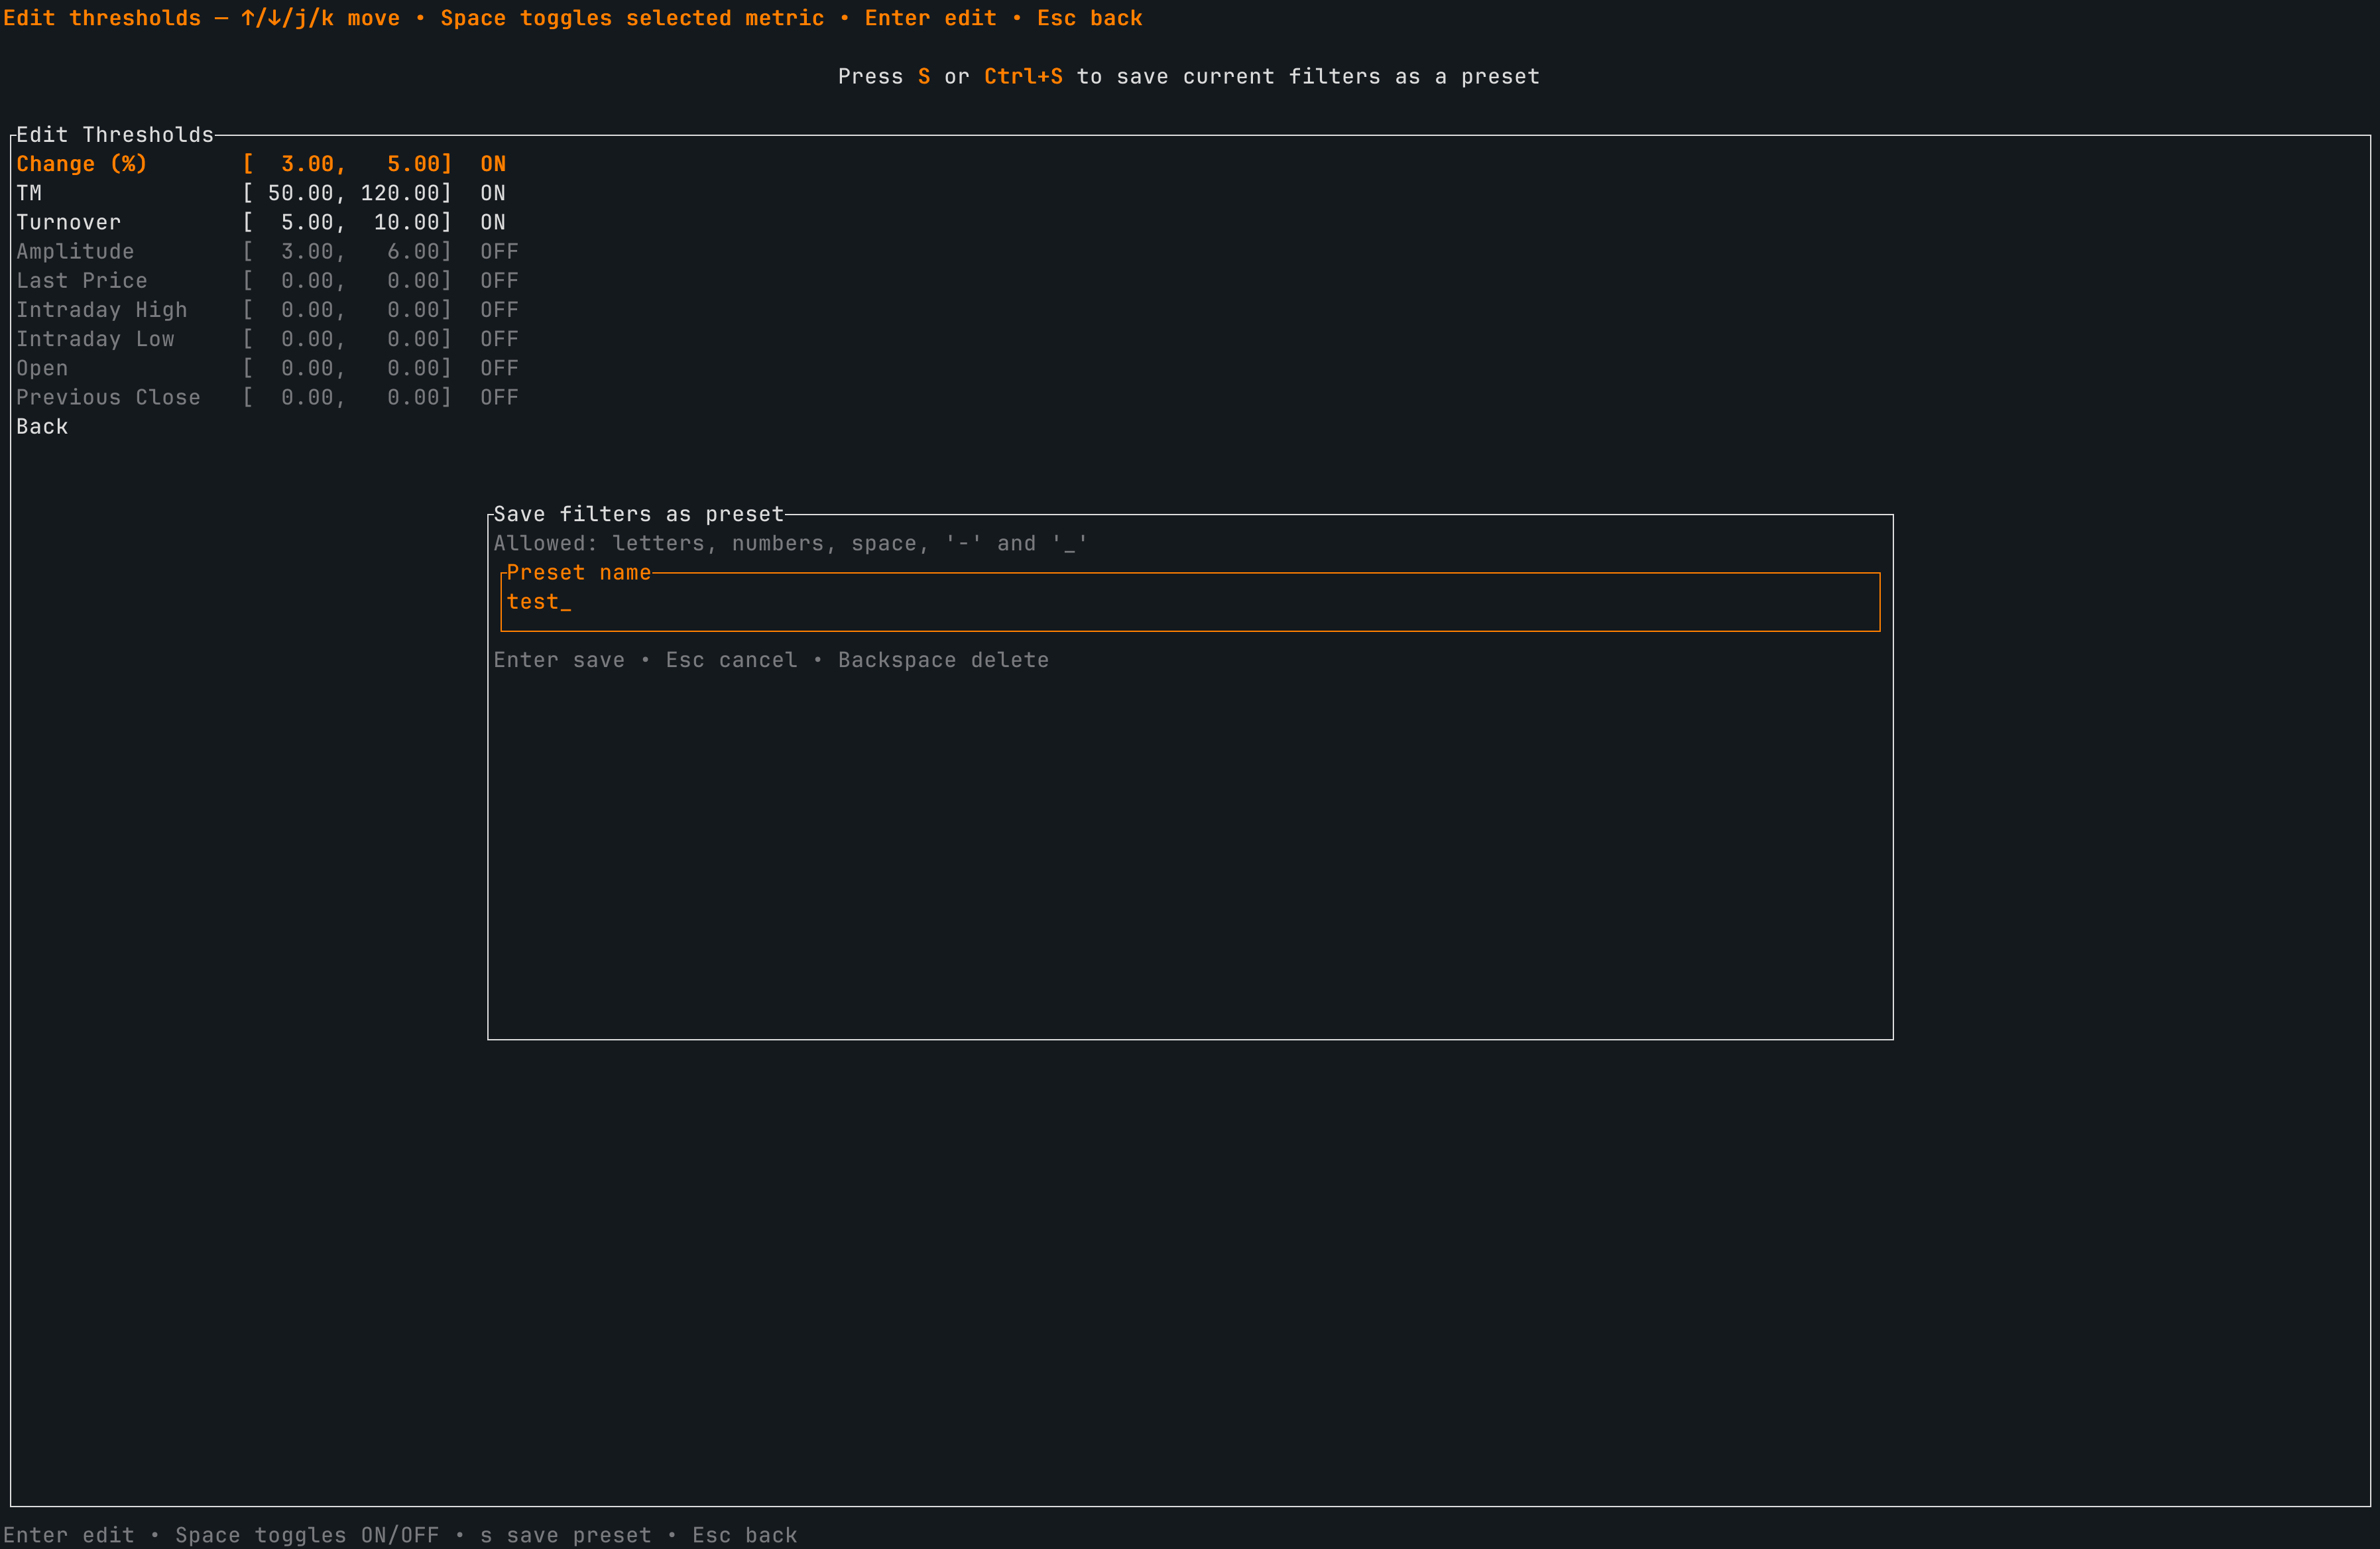 Edit thresholds — ↑/↓/j/k move • Space toggles selected metric • Enter edit • Esc back
Press S or Ctrl+S to save current filters as a preset
Edit Thresholds
Change (%) [ 3.00, 5.00] ON
TM [ 50.00, 120.00] ON
Turnover [ 5.00, 10.00] ON
Amplitude [ 3.00, 6.00] OFF
Last Price [ 0.00, 0.00] OFF
Intraday High [ 0.00, 0.00] OFF
Intraday Low [ 0.00, 0.00] OFF
Open [ 0.00, 0.00] OFF
Previous Close [ 0.00, 0.00] OFF
Back
Save filters as preset
Allowed: letters, numbers, space, '-' and '_'
Preset name
test_
Enter save • Esc cancel • Backspace delete
Enter edit • Space toggles ON/OFF • s save preset • Esc back